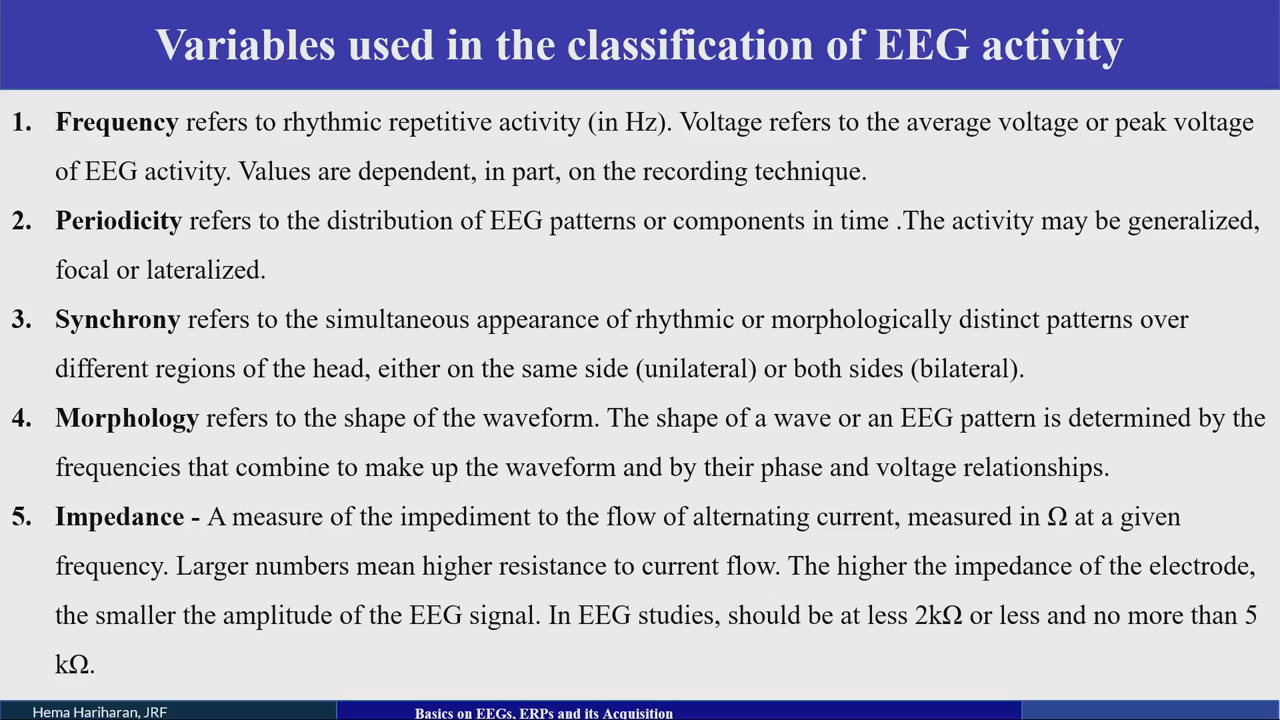 Variables used in the classification of EEG activity
1. Frequency refers to rhythmic repetitive activity (in Hz). Voltage refers to the average voltage or peak voltage
of EEG activity. Values are dependent, in part, on the recording technique.
2. Periodicity refers to the distribution of EEG patterns or components in time .The activity may be generalized,
focal or lateralized.
3. Synchrony refers to the simultaneous appearance of rhythmic or morphologically distinct patterns over
different regions of the head, either on the same side (unilateral) or both sides (bilateral).
4. Morphology refers to the shape of the waveform. The shape of a wave or an EEG pattern is determined by the
frequencies that combine to make up the waveform and by their phase and voltage relationships.
5. Impedance - A measure of the impediment to the flow of alternating current, measured in Ω at a given
frequency. Larger numbers mean higher resistance to current flow. The higher the impedance of the electrode,
the smaller the amplitude of the EEG signal. In EEG studies, should be at less 2kΩ or less and no more than 5
kΩ.
Hema Hariharan, JRF
Basics on EEGs, ERPs and its Acquisition